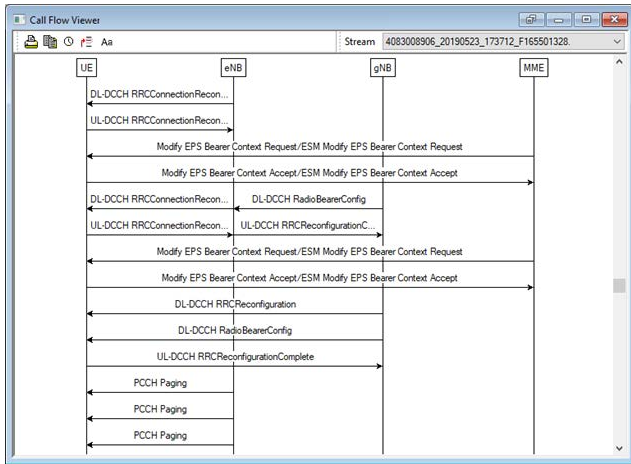 Call Flow Viewer
Aa
Stream 4083008906_20190523_173712_F165501328.
UE eNB gNB MME
DL-DCCH RRCConnectionRecon...
UL-DCCH RRCConnectionRecon...
Modify EPS Bearer Context Request/ESM Modify EPS Bearer Context Request
Modify EPS Bearer Context Accept/ESM Modify EPS Bearer Context Accept
DL-DCCH RRCConnectionRecon... DL-DCCH RadioBearerConfig
UL-DCCH RRCConnectionRecon... UL-DCCH RRCReconfigurationC...
Modify EPS Bearer Context Request/ESM Modify EPS Bearer Context Request
Modify EPS Bearer Context Accept/ESM Modify EPS Bearer Context Accept
DL-DCCH RRCReconfiguration
DL-DCCH RadioBearerConfig
UL-DCCH RRCReconfigurationComplete
PCCH Paging
PCCH Paging
PCCH Paging